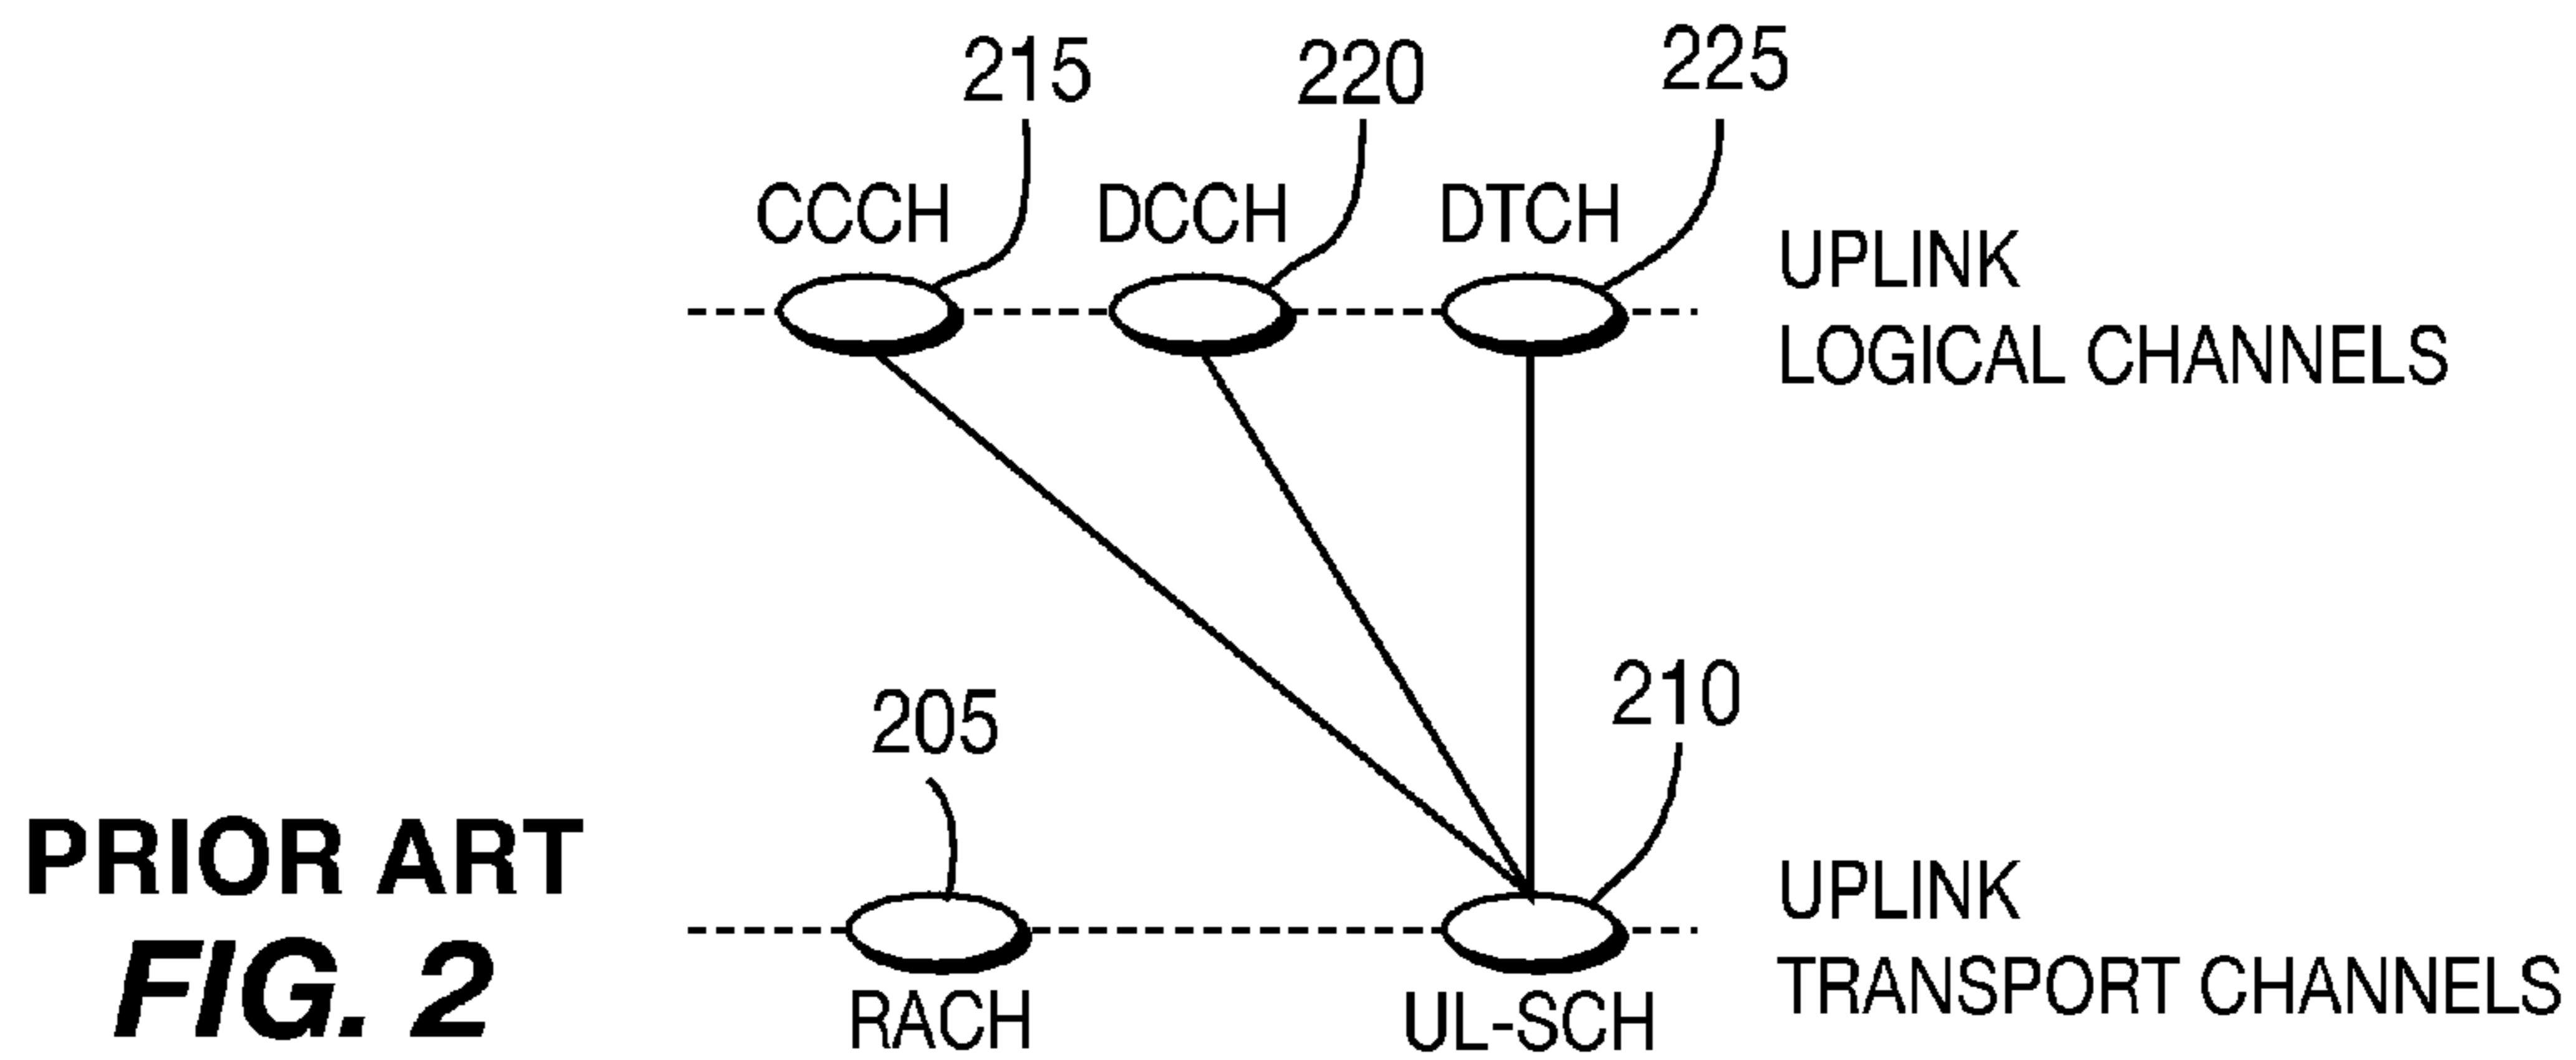 215 220 225
CCCH DCCH DTCH
UPLINK
LOGICAL CHANNELS
205 210
PRIOR ART
FIG. 2
UPLINK
TRANSPORT CHANNELS
RACH UL-SCH